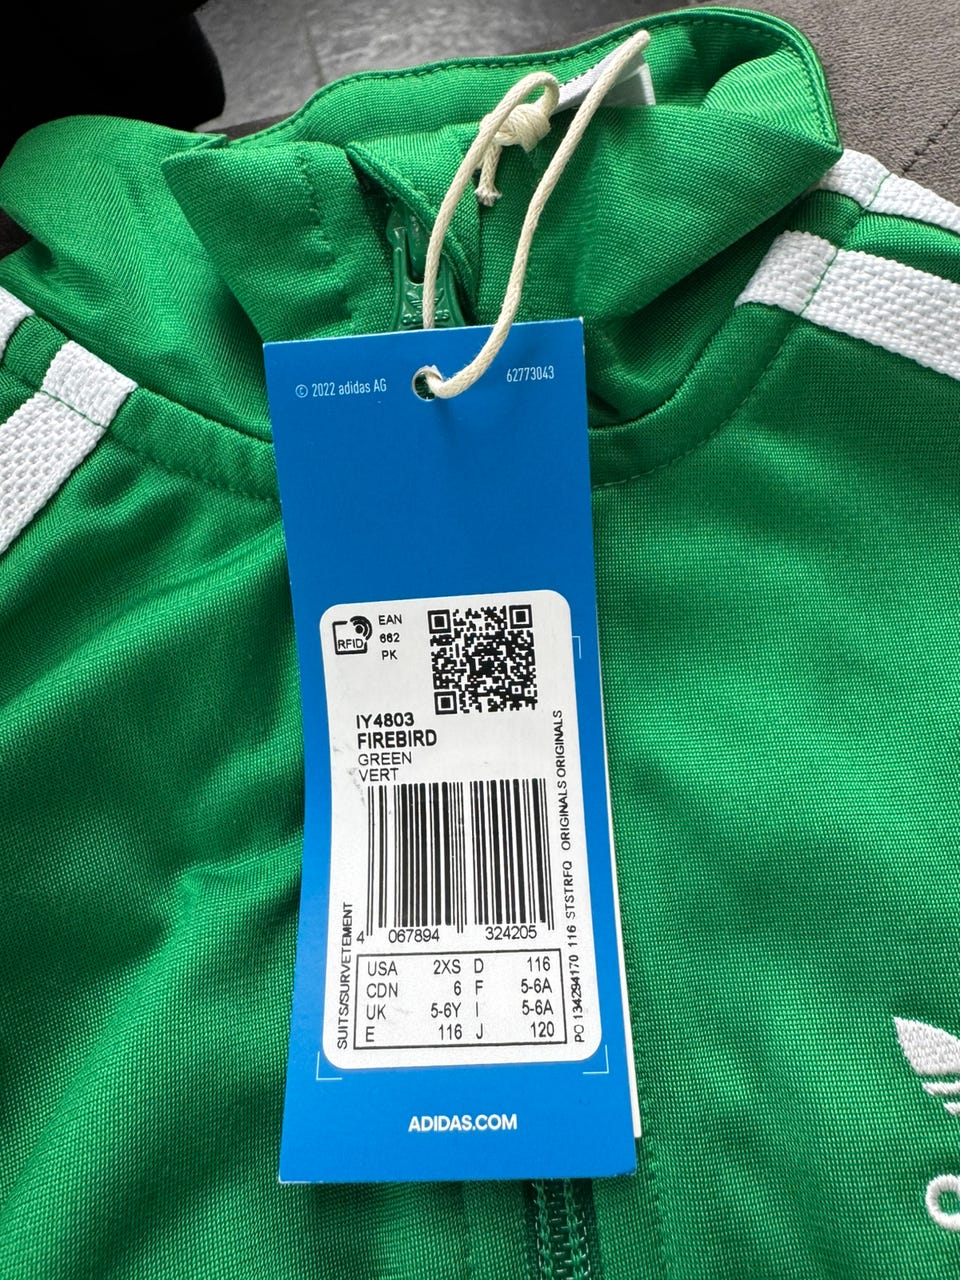 © 2022 adidas AG
62773043
RFID
EAN
662
PK
IY4803
FIREBIRD
GREEN
VERT
4 067894 324205
SUITS/SURVETEMENT
PO 134294170 116 STSTRFQ ORIGINALS ORIGINALS
USA 2XS D 116
CDN 6 F 5-6A
UK 5-6Y I 5-6A
E 116 J 120
ADIDAS.COM